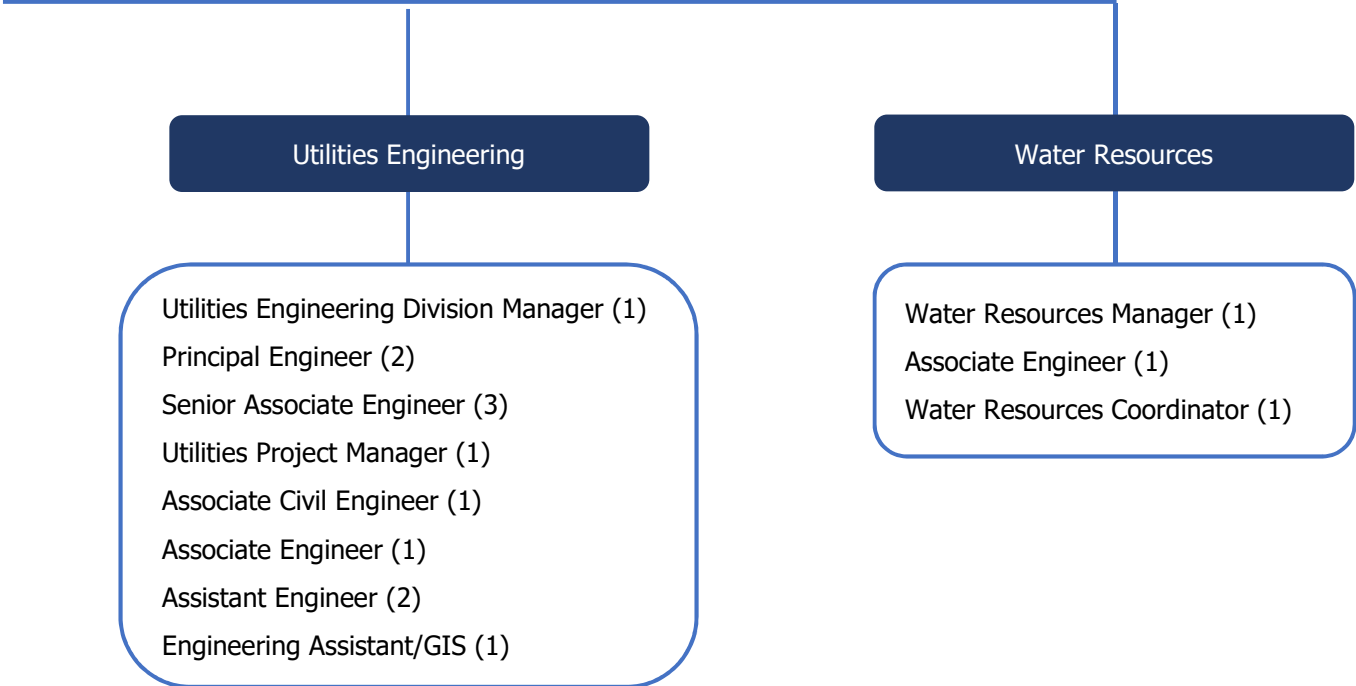 Utilities Engineering
Utilities Engineering Division Manager (1)
Principal Engineer (2)
Senior Associate Engineer (3)
Utilities Project Manager (1)
Associate Civil Engineer (1)
Associate Engineer (1)
Assistant Engineer (2)
Engineering Assistant/GIS (1)
Water Resources
Water Resources Manager (1)
Associate Engineer (1)
Water Resources Coordinator (1)